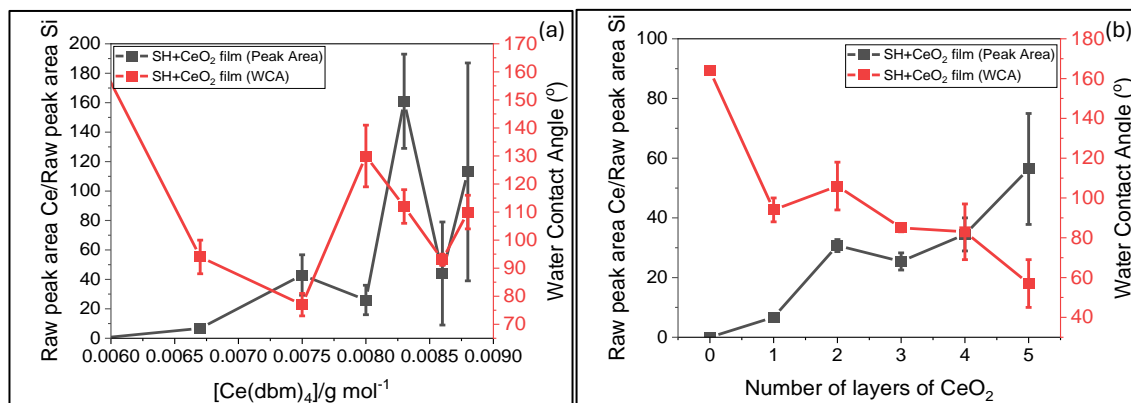 (a)
Raw peak area Ce/Raw peak area Si
200
180
160
140
120
100
80
60
40
20
0
SH+CeO₂ film (Peak Area)
SH+CeO₂ film (WCA)
170
160
150
140
130
120
110
100
90
80
70
Water Contact Angle (º)
0.0060 0.0065 0.0070 0.0075 0.0080 0.0085 0.0090
[Ce(dbm)₄]/g mol⁻¹
(b)
Raw peak area Ce/Raw peak area Si
100
80
60
40
20
0
SH+CeO₂ film (Peak Area)
SH+CeO₂ film (WCA)
180
160
140
120
100
80
60
40
Water Contact Angle (º)
0 1 2 3 4 5
Number of layers of CeO₂